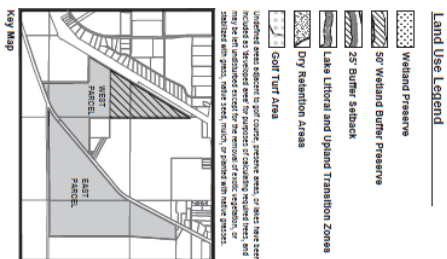 Land Use Legend
Wetland Preserve
50' Wetland Buffer Preserve
25' Buffer Setback
Lake Littoral and Upland Transition Zones
Dry Retention Areas
Golf Turf Area
Undefined areas adjacent to golf course, preserve areas, or lakes have been
included as 'developed area' for purposes of calculating required trees, and
may be left undisturbed except for the removal of exotic vegetation, or
stabilized with grass, native seed, mulch, or planted with native grasses.
WEST
PARCEL
EAST
PARCEL
Key Map